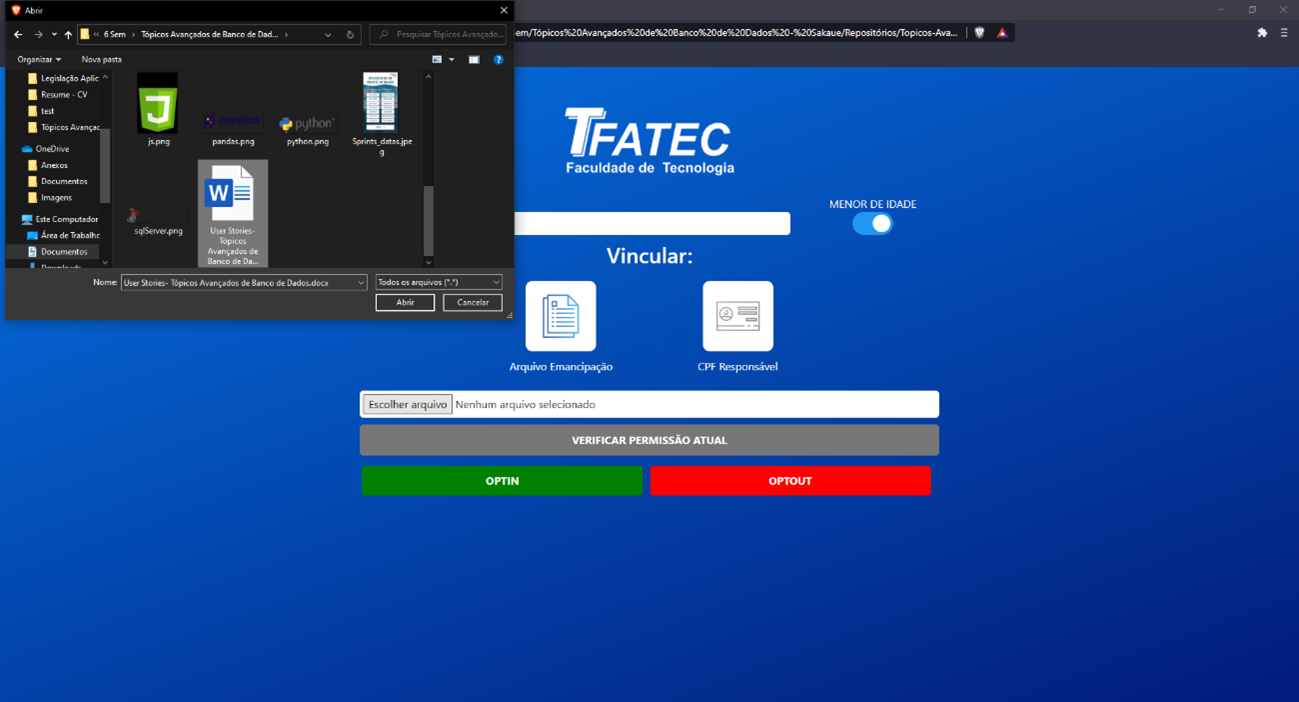 Abrir
6 Sem
Tópicos Avançados de Banco de Dad...
Pesquisar Tópicos Avançado...
em/Tópicos%20Avançados%20de%20Banco%20de%20Dados%20-%20Sakaue/Repositórios/Topicos-Ava...
Organizar
Nova pasta
Legislação Aplic
Resume - CV
test
Tópicos Avançac
OneDrive
Anexos
Documentos
Imagens
Este Computador
Área de Trabalho
Documentos
Downloads
js.png
pandas
pandas.png
python
python.png
Sprints_datas.jpe
g
sqlServer.png
W
User Stories-
Tópicos
Avançados de
Banco de Da...
Nome:
User Stories- Tópicos Avançados de Banco de Dados.docx
Todos os arquivos (*.*)
Abrir
Cancelar
FATEC
Faculdade de Tecnologia
MENOR DE IDADE
Vincular:
Arquivo Emancipação
CPF Responsável
Escolher arquivo
Nenhum arquivo selecionado
VERIFICAR PERMISSÃO ATUAL
OPTIN
OPTOUT